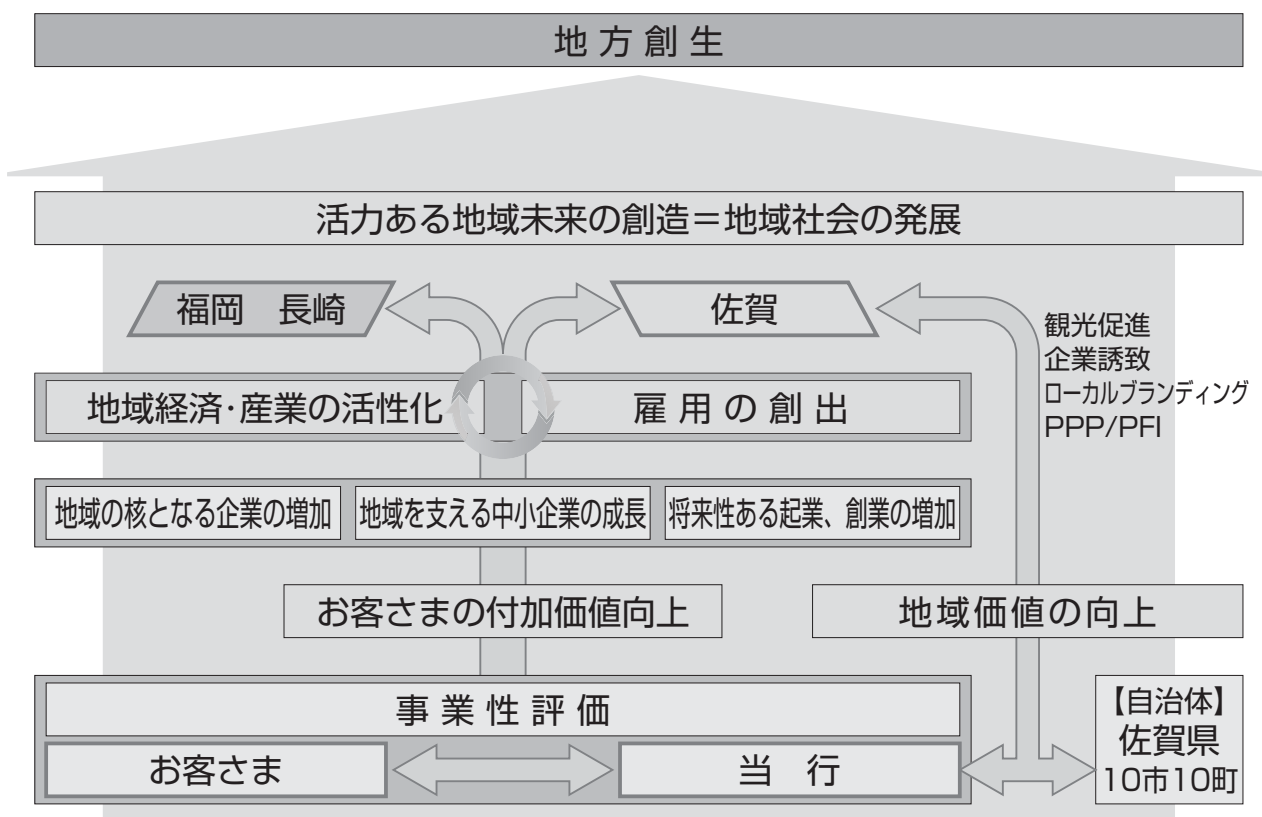 地方創生
活力ある地域未来の創造＝地域社会の発展
福岡　長崎
佐賀
観光促進
企業誘致
ローカルブランディング
PPP/PFI
地域経済・産業の活性化
雇用の創出
地域の核となる企業の増加
地域を支える中小企業の成長
将来性ある起業、創業の増加
お客さまの付加価値向上
地域価値の向上
事業性評価
お客さま
当　行
【自治体】
佐賀県
10市10町